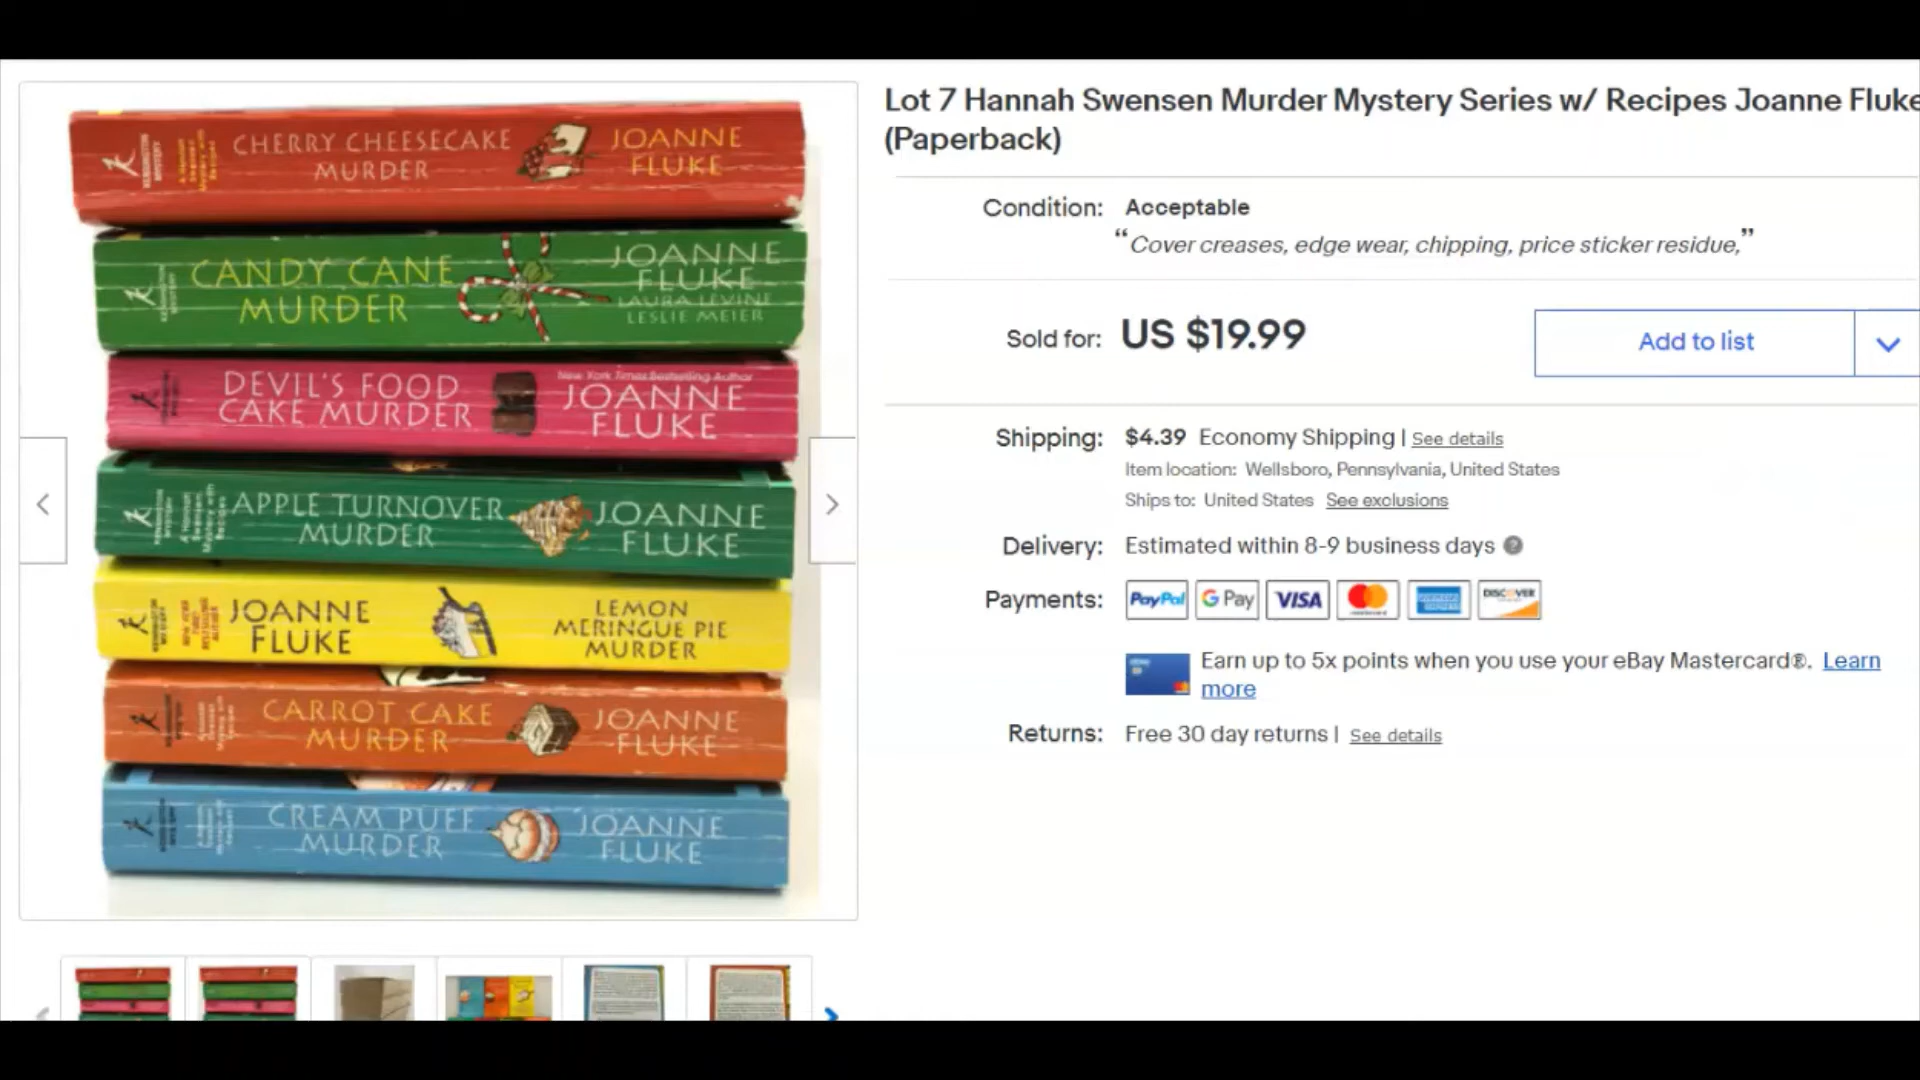 CHERRY CHEESECAKE
MURDER
JOANNE
FLUKE
CANDY CANE
MURDER
JOANNE
FLUKE
LAURA LEVINE
LESLIE MEIER
DEVIL'S FOOD
CAKE MURDER
New York Times Bestselling Author
JOANNE
FLUKE
APPLE TURNOVER
MURDER
JOANNE
FLUKE
JOANNE
FLUKE
LEMON
MERINGUE PIE
MURDER
CARROT CAKE
MURDER
JOANNE
FLUKE
CREAM PUFF
MURDER
JOANNE
FLUKE
Lot 7 Hannah Swensen Murder Mystery Series w/ Recipes Joanne Fluke
(Paperback)
Condition: Acceptable
“Cover creases, edge wear, chipping, price sticker residue,”
Sold for: US $19.99
Add to list
Shipping: $4.39 Economy Shipping | See details
Item location: Wellsboro, Pennsylvania, United States
Ships to: United States See exclusions
Delivery: Estimated within 8-9 business days ?
Payments: PayPal G Pay VISA DISCOVER
Earn up to 5x points when you use your eBay Mastercard®. Learn
more
Returns: Free 30 day returns | See details